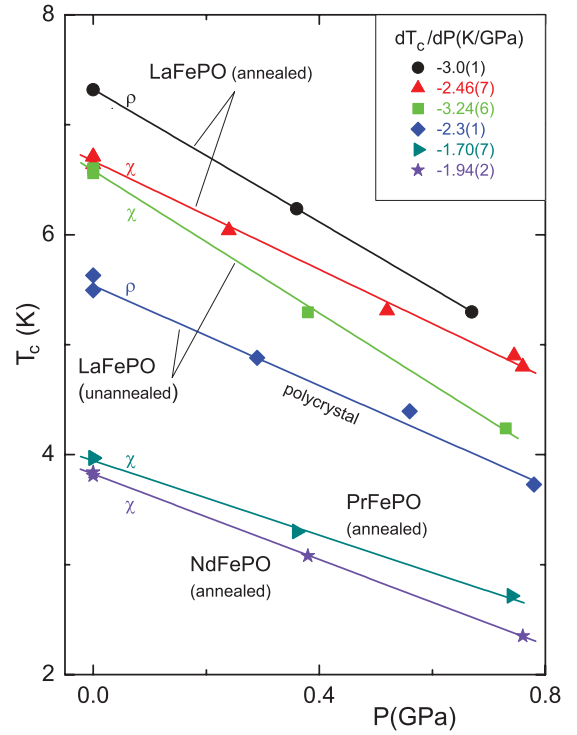 dTc/dP(K/GPa)
-3.0(1)
-2.46(7)
-3.24(6)
-2.3(1)
-1.70(7)
-1.94(2)
LaFePO (annealed)
ρ
χ
χ
ρ
LaFePO
(unannealed)
polycrystal
χ
PrFePO
(annealed)
χ
NdFePO
(annealed)
8
6
4
2
Tc (K)
0.0
0.4
0.8
P(GPa)